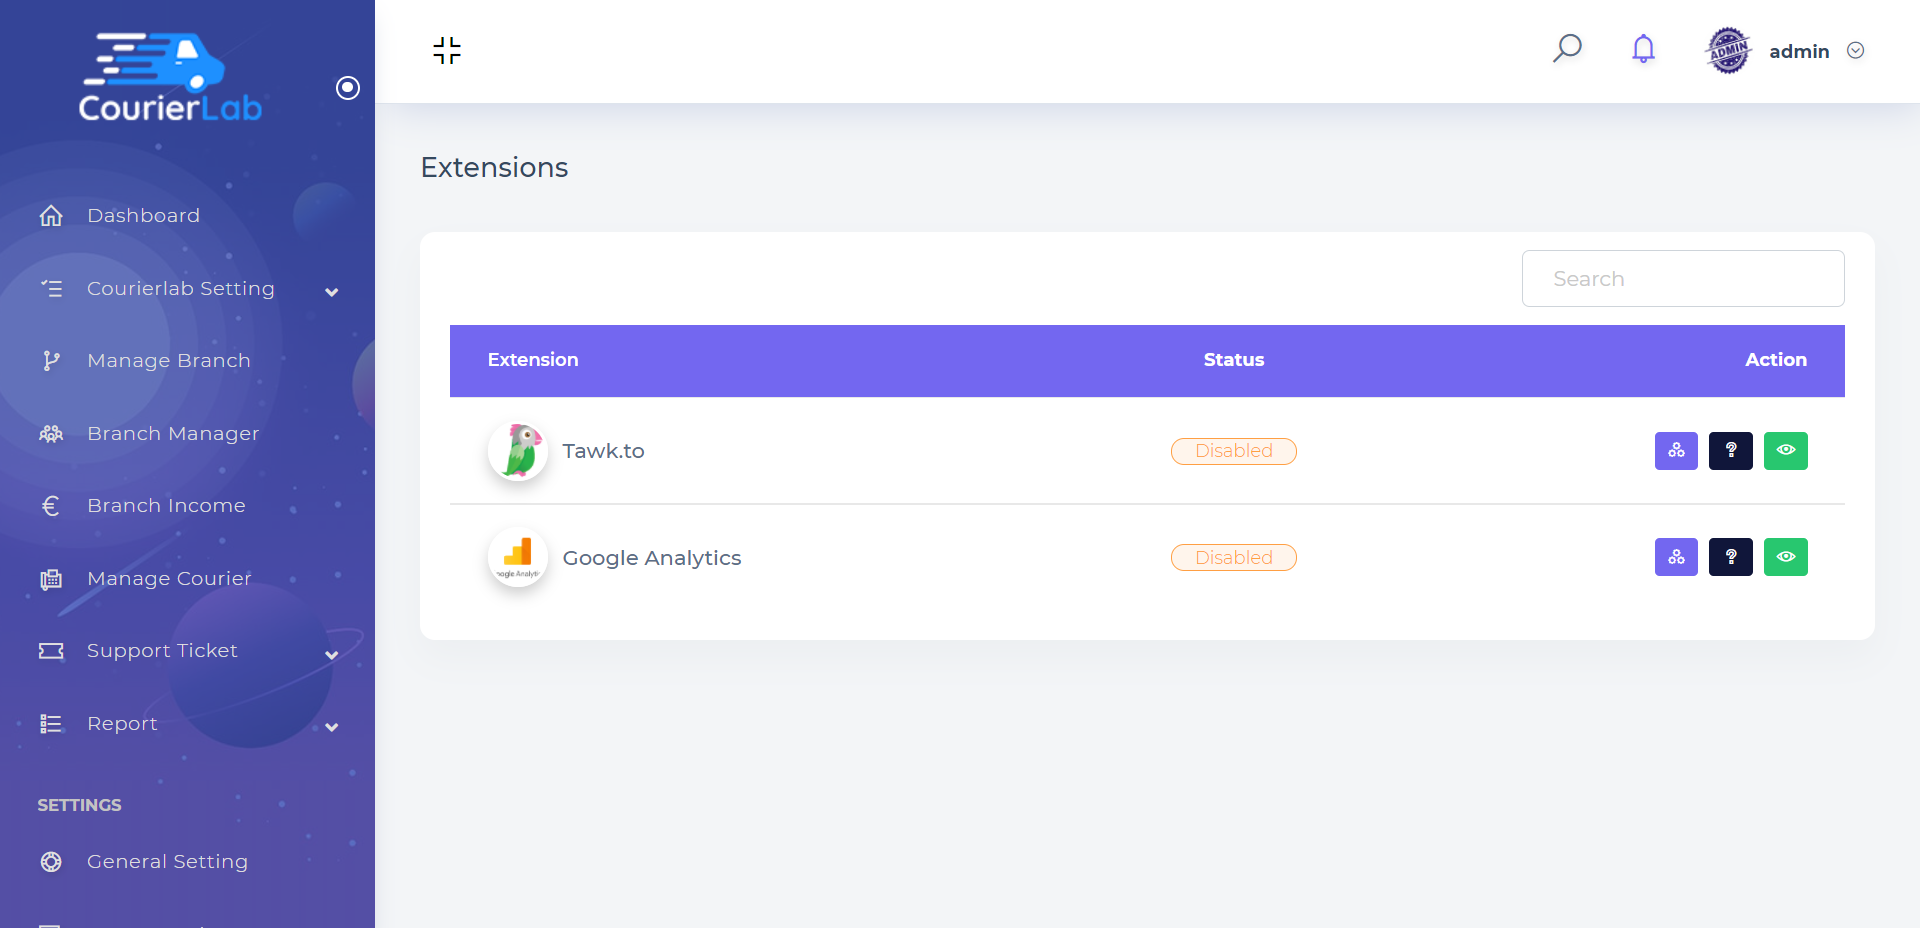 CourierLab
ADMIN
admin
Extensions
Dashboard
Courierlab Setting
Manage Branch
Branch Manager
Branch Income
Manage Courier
Support Ticket
Report
SETTINGS
General Setting
Search
Extension Status Action
Tawk.to Disabled
Google Analytics Disabled